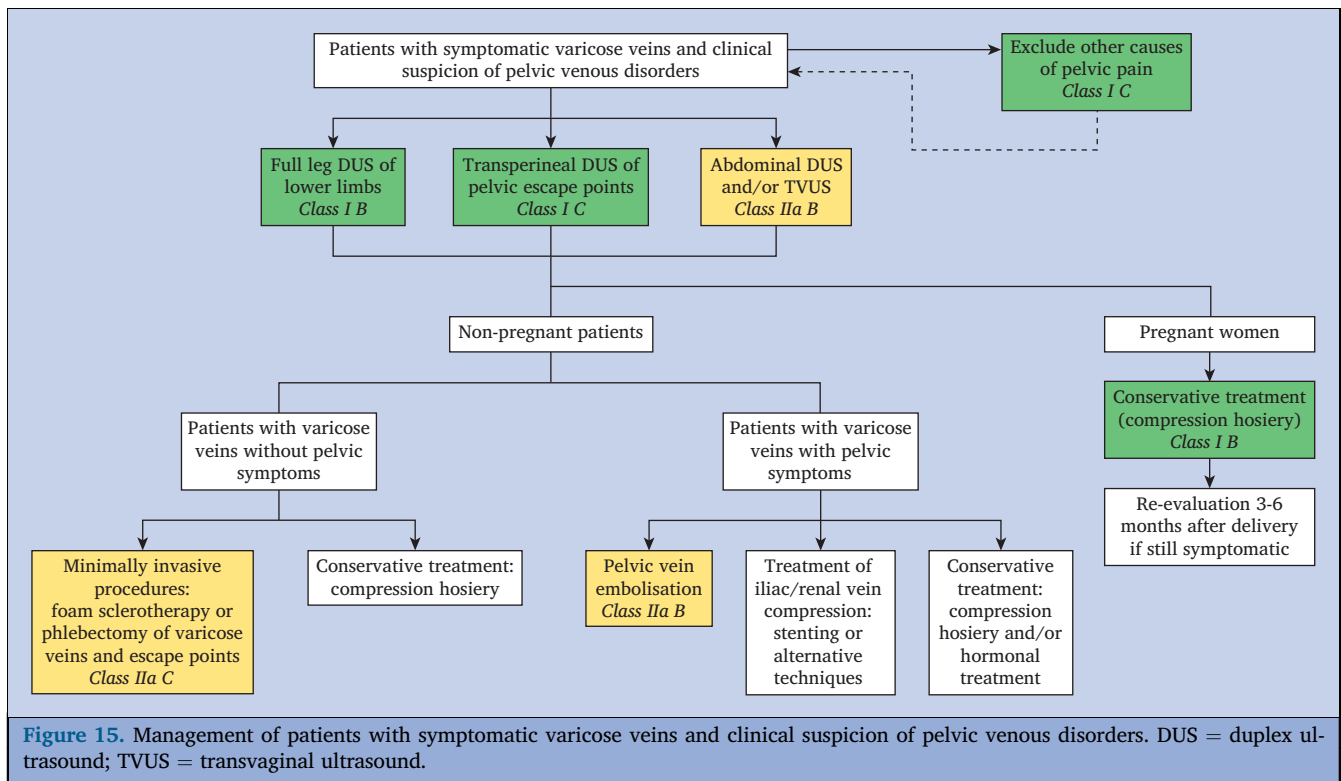 Patients with symptomatic varicose veins and clinical
suspicion of pelvic venous disorders
Exclude other causes
of pelvic pain
Class I C
Full leg DUS of
lower limbs
Class I B
Transperineal DUS of
pelvic escape points
Class I C
Abdominal DUS
and/or TVUS
Class IIa B
Non-pregnant patients
Pregnant women
Conservative treatment
(compression hosiery)
Class I B
Re-evaluation 3-6
months after delivery
if still symptomatic
Patients with varicose
veins without pelvic
symptoms
Patients with varicose
veins with pelvic
symptoms
Minimally invasive
procedures:
foam sclerotherapy or
phlebectomy of varicose
veins and escape points
Class IIa C
Conservative treatment:
compression hosiery
Pelvic vein
embolisation
Class IIa B
Treatment of
iliac/renal vein
compression:
stenting or
alternative
techniques
Conservative
treatment:
compression
hosiery and/or
hormonal
treatment
Figure 15. Management of patients with symptomatic varicose veins and clinical suspicion of pelvic venous disorders. DUS = duplex ul-
trasound; TVUS = transvaginal ultrasound.